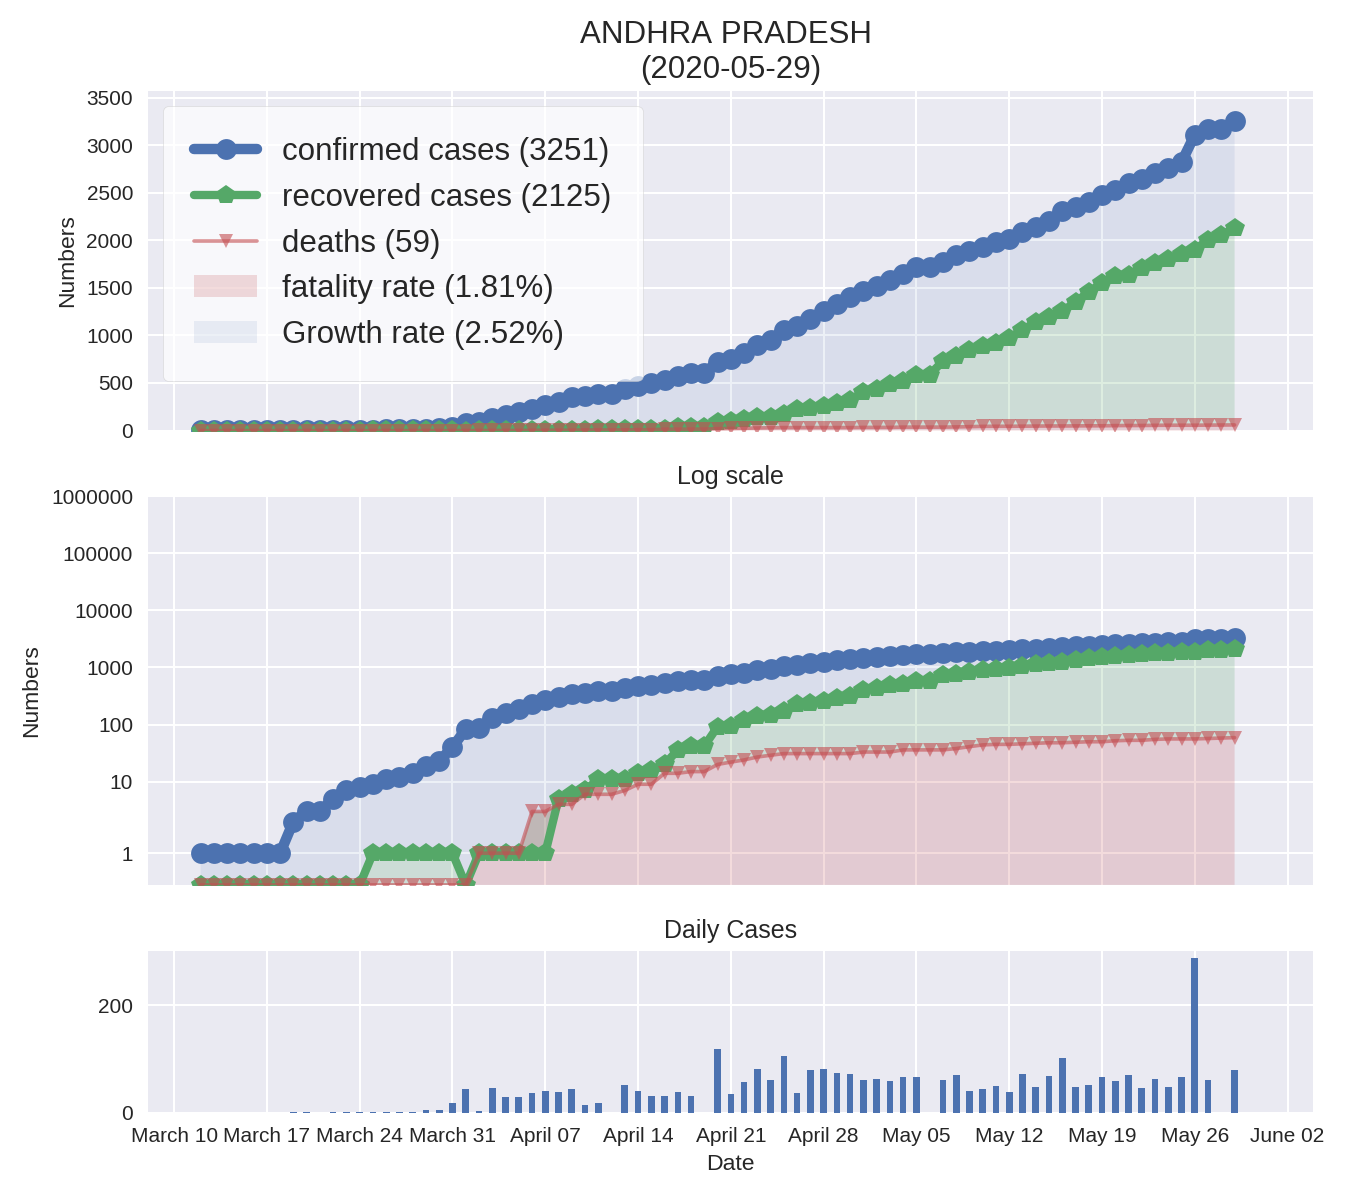 ANDHRA PRADESH
(2020-05-29)
3500
3000
2500
2000
1500
1000
500
0
Numbers
confirmed cases (3251)
recovered cases (2125)
deaths (59)
fatality rate (1.81%)
Growth rate (2.52%)
Log scale
1000000
100000
10000
1000
100
10
1
Numbers
Daily Cases
200
0
March 10 March 17 March 24 March 31 April 07 April 14 April 21 April 28 May 05 May 12 May 19 May 26 June 02
Date